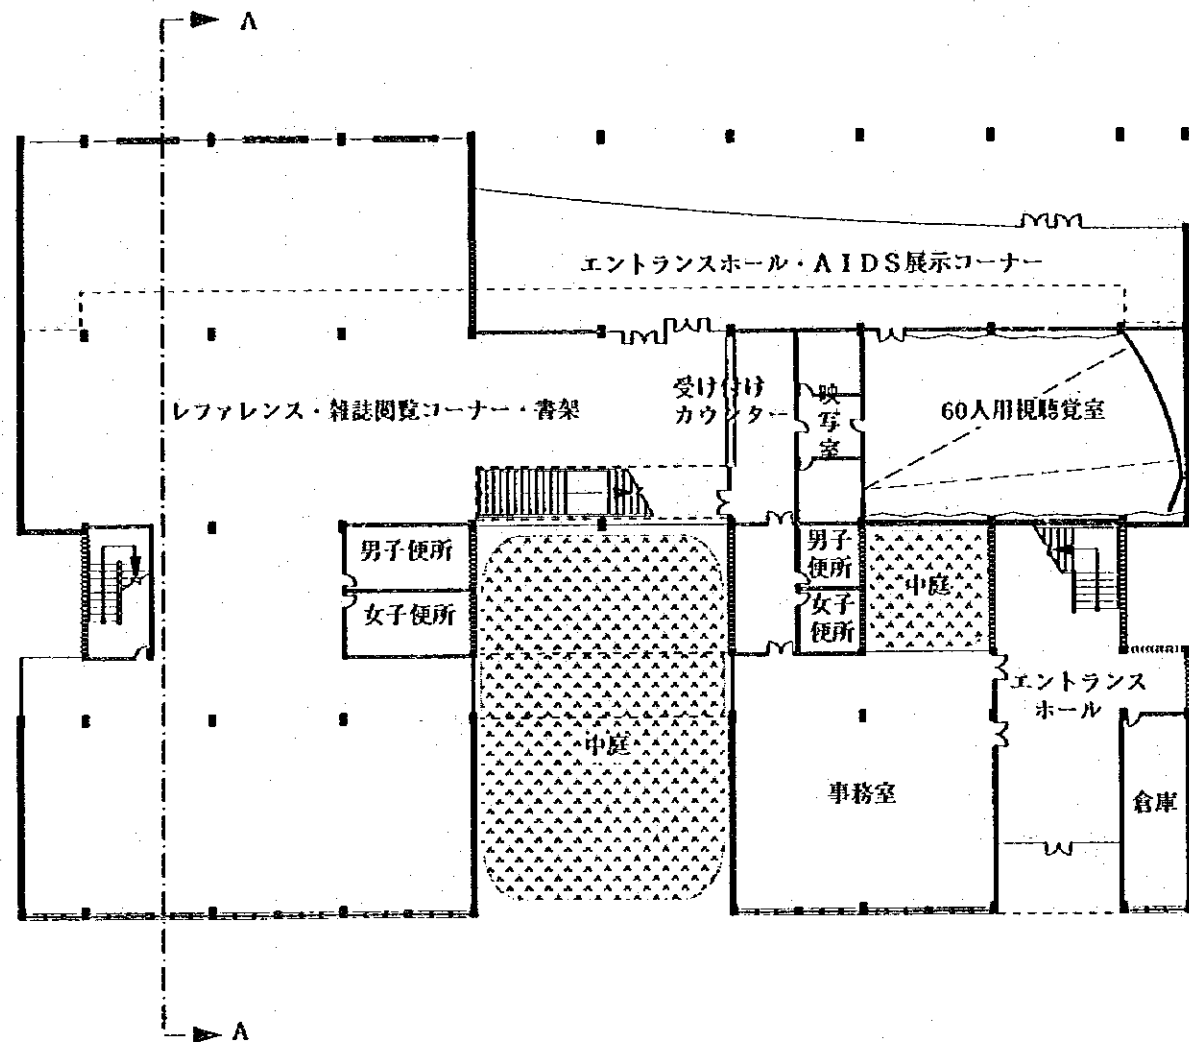 A
エントランスホール・AIDS展示コーナー
受け付け
カウンター
レファレンス・雑誌閲覧コーナー・書架
映
写
室
60人用視聴覚室
男子便所
女子便所
男子
便所
女子
便所
中庭
エントランス
ホール
中庭
事務室
倉庫
A